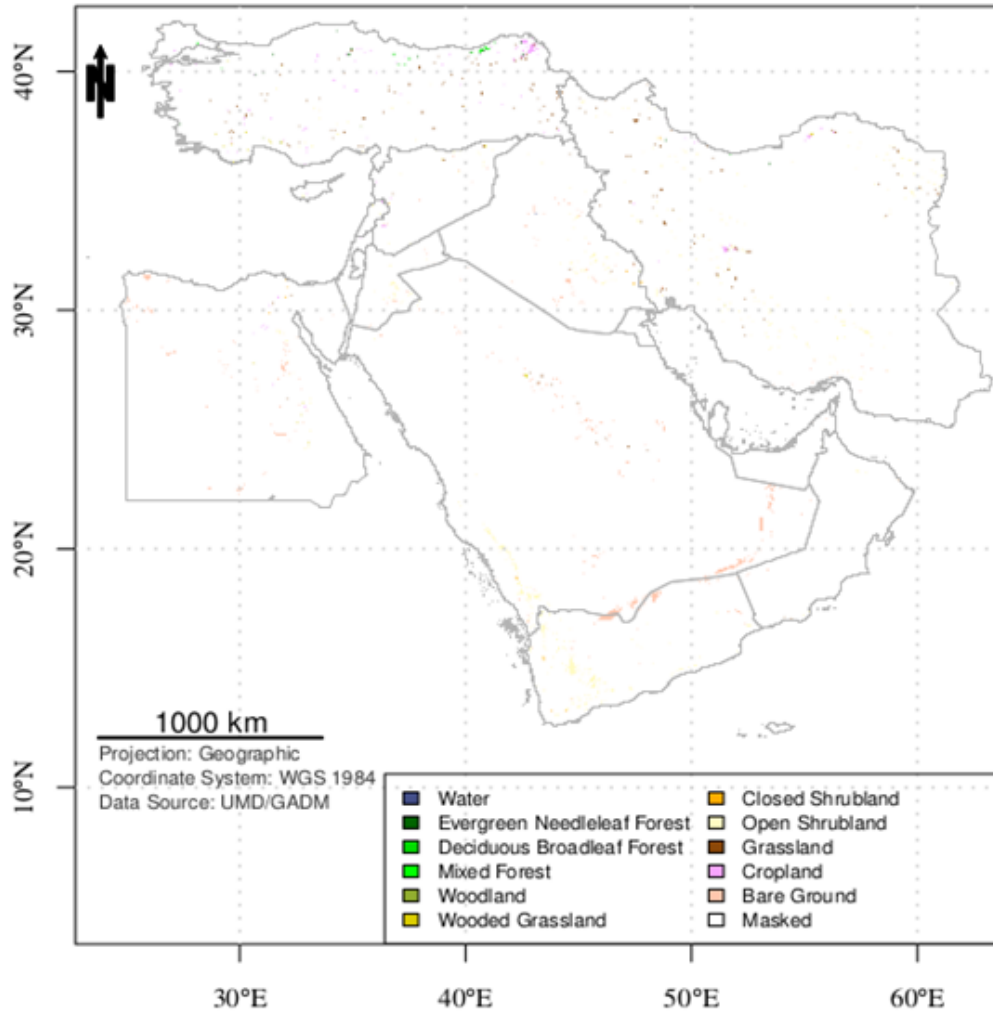 N
40°N
30°N
20°N
10°N
1000 km
Projection: Geographic
Coordinate System: WGS 1984
Data Source: UMD/GADM
Water
Evergreen Needleleaf Forest
Deciduous Broadleaf Forest
Mixed Forest
Woodland
Wooded Grassland
Closed Shrubland
Open Shrubland
Grassland
Cropland
Bare Ground
Masked
30°E
40°E
50°E
60°E